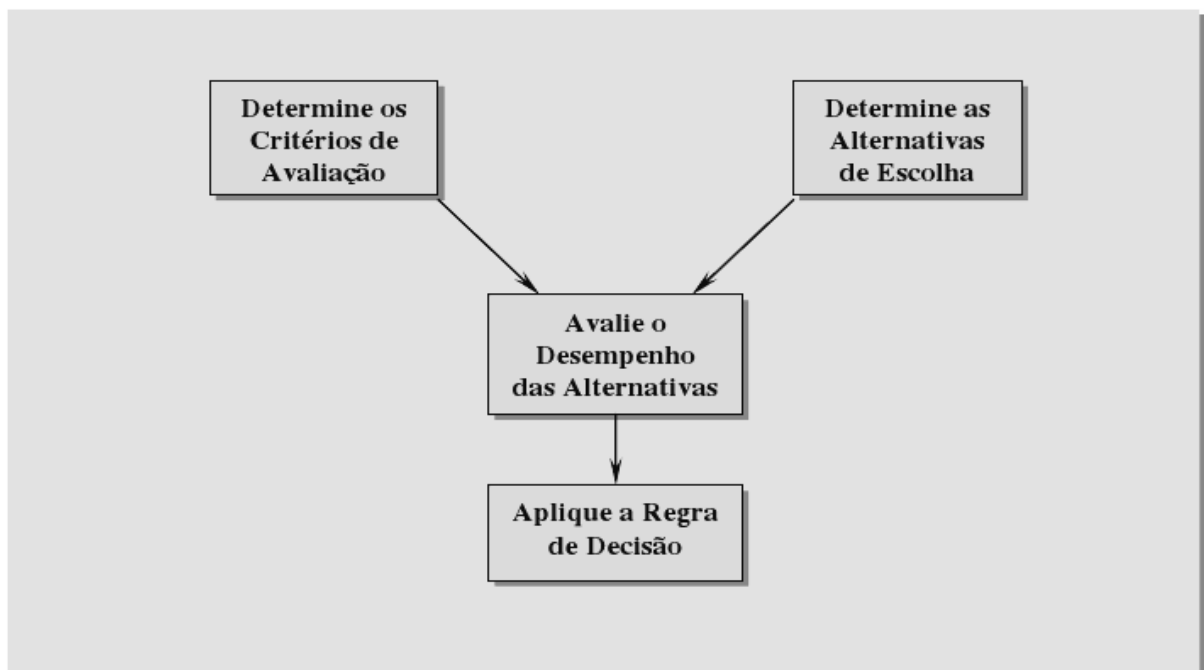 Determine os
Critérios de
Avaliação
Determine as
Alternativas
de Escolha
Avalie o
Desempenho
das Alternativas
Aplique a Regra
de Decisão